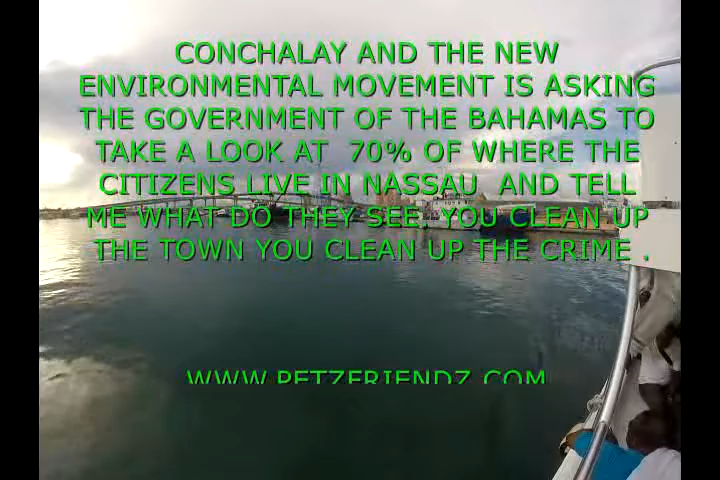 CONCHALAY AND THE NEW
ENVIRONMENTAL MOVEMENT IS ASKING
THE GOVERNMENT OF THE BAHAMAS TO
TAKE A LOOK AT 70% OF WHERE THE
CITIZENS LIVE IN NASSAU AND TELL
ME WHAT DO THEY SEE. YOU CLEAN UP
THE TOWN YOU CLEAN UP THE CRIME .
WWW.PETZFRIENDZ.COM